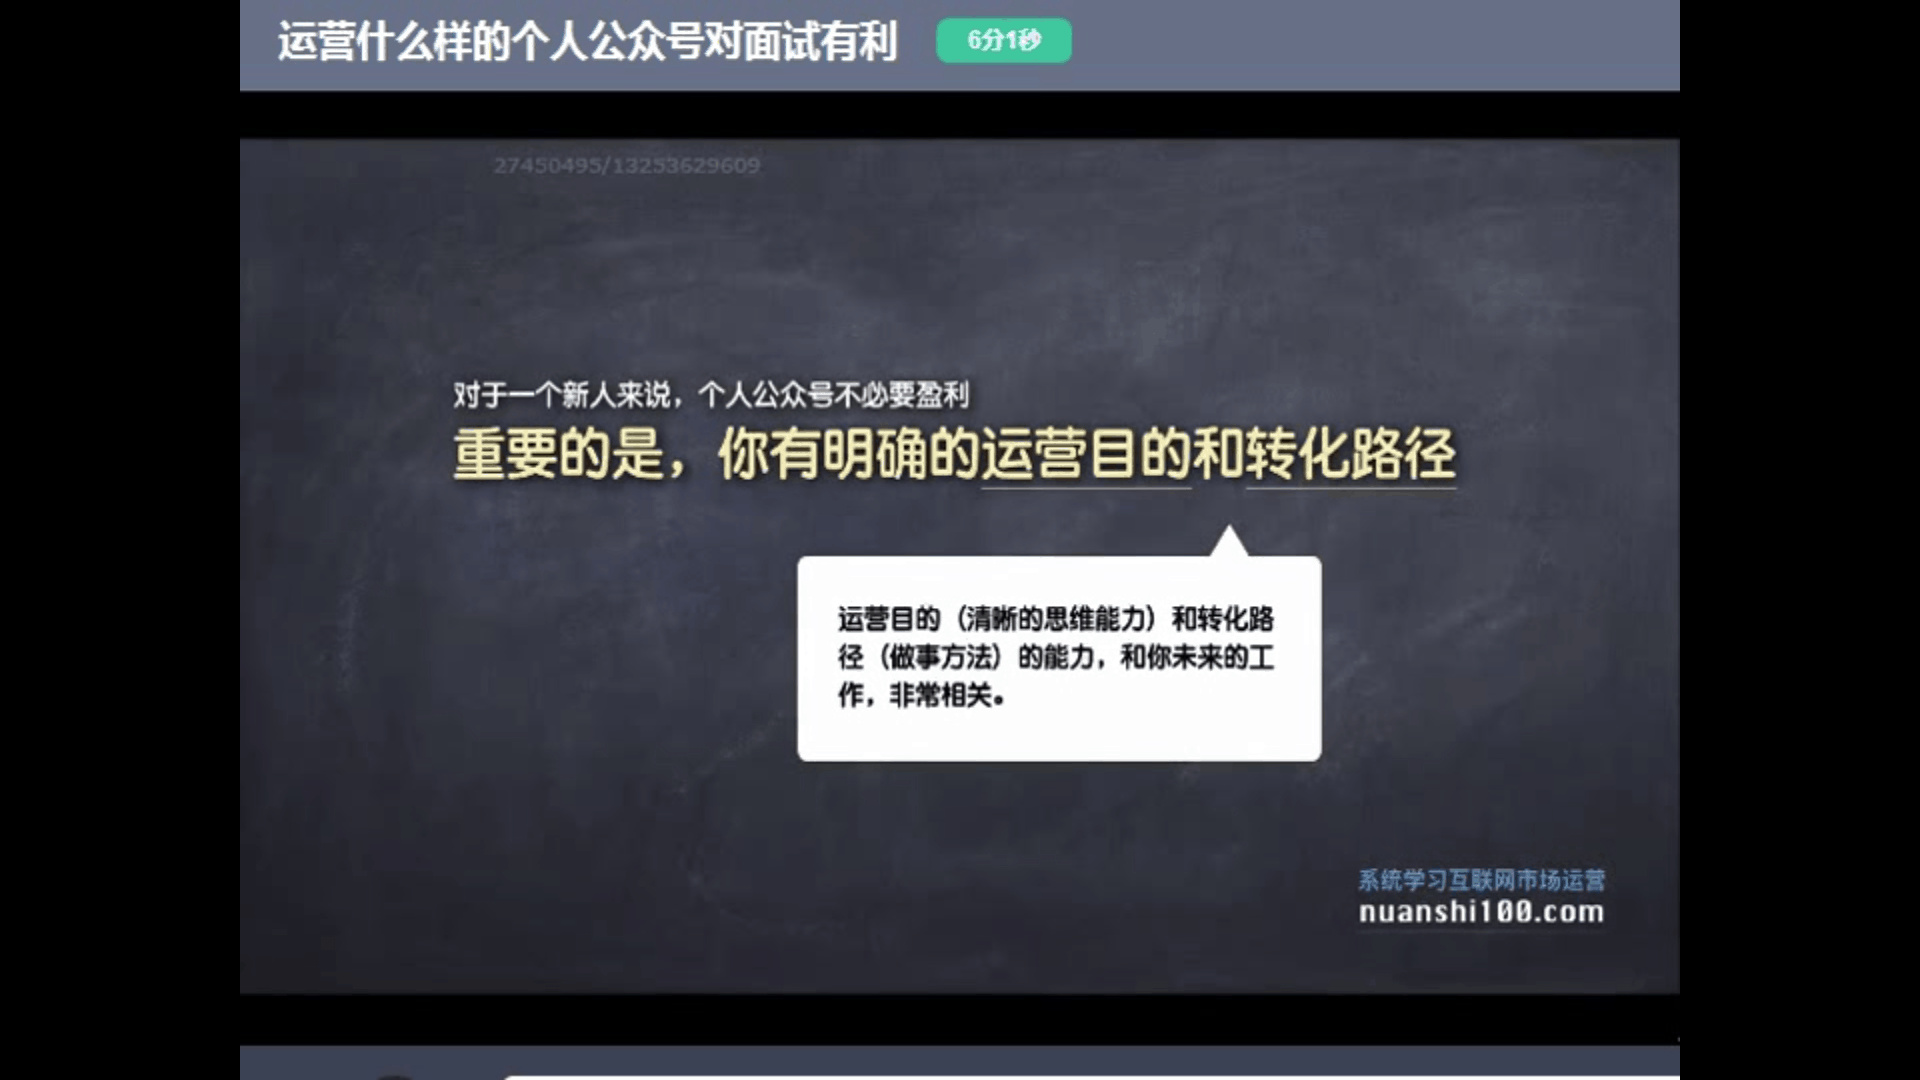 运营什么样的个人公众号对面试有利
6分1秒
27450495/13253629609
对于一个新人来说，个人公众号不必要盈利
重要的是，你有明确的运营目的和转化路径
运营目的（清晰的思维能力）和转化路
径（做事方法）的能力，和你未来的工
作，非常相关。
系统学习互联网市场运营
nuanshi100.com